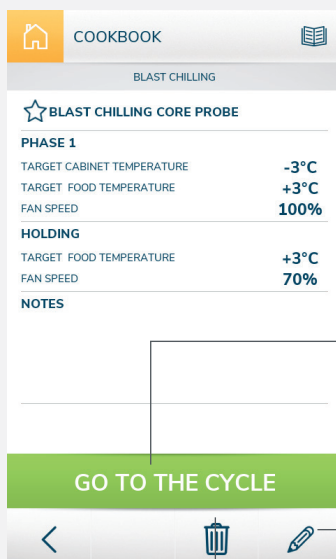 COOKBOOK
BLAST CHILLING
BLAST CHILLING CORE PROBE
PHASE 1
TARGET CABINET TEMPERATURE -3°C
TARGET FOOD TEMPERATURE +3°C
FAN SPEED 100%
HOLDING
TARGET FOOD TEMPERATURE +3°C
FAN SPEED 70%
NOTES
GO TO THE CYCLE